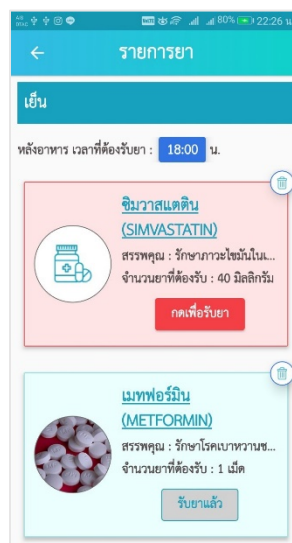 80% 22:26 น.
รายการยา
เย็น
หลังอาหาร เวลาที่ต้องรับยา : 18:00 น.
ซิมวาสแตติน
(SIMVASTATIN)
สรรพคุณ : รักษาภาวะไขมันในเ...
จำนวนยาที่ต้องรับ : 40 มิลลิกรัม
กดเพื่อรับยา
เมทฟอร์มิน
(METFORMIN)
สรรพคุณ : รักษาโรคเบาหวานช...
จำนวนยาที่ต้องรับ : 1 เม็ด
รับยาแล้ว